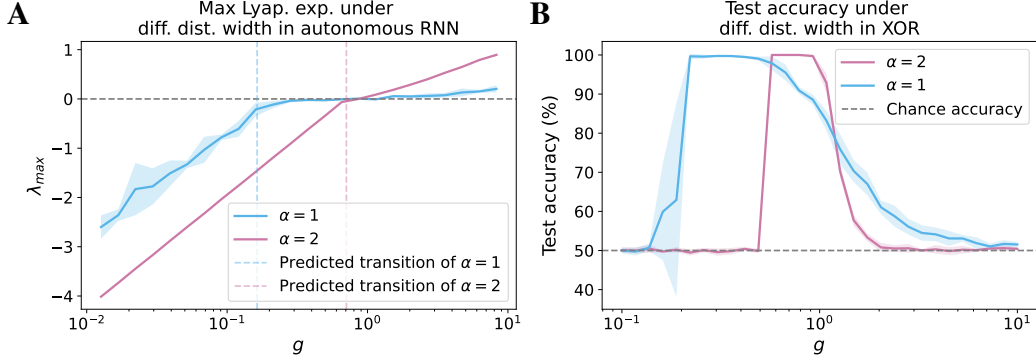 A
Max Lyap. exp. under
diff. dist. width in autonomous RNN
λmax
1
0
−1
−2
−3
−4
α = 1
α = 2
Predicted transition of α = 1
Predicted transition of α = 2
10⁻²
10⁻¹
10⁰
10¹
g
B
Test accuracy under
diff. dist. width in XOR
Test accuracy (%)
100
90
80
70
60
50
40
α = 2
α = 1
Chance accuracy
10⁻¹
10⁰
10¹
g